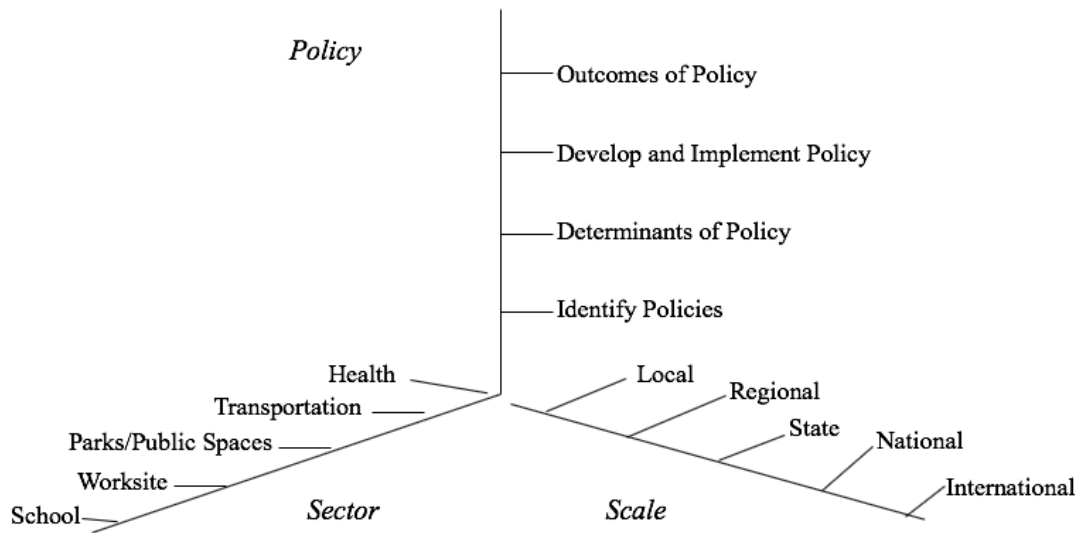 Policy
Outcomes of Policy
Develop and Implement Policy
Determinants of Policy
Identify Policies
Health
Local
Transportation
Regional
Parks/Public Spaces
State
National
Worksite
International
School
Sector
Scale